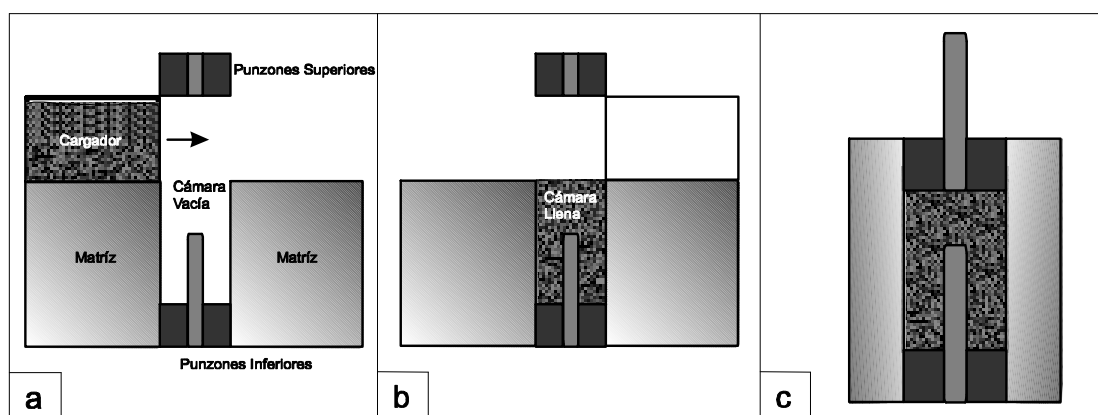 Punzones Superiores
Cargador
Cámara
Vacía
Matríz
Matríz
Punzones Inferiores
a
Cámara
Llena
b
c